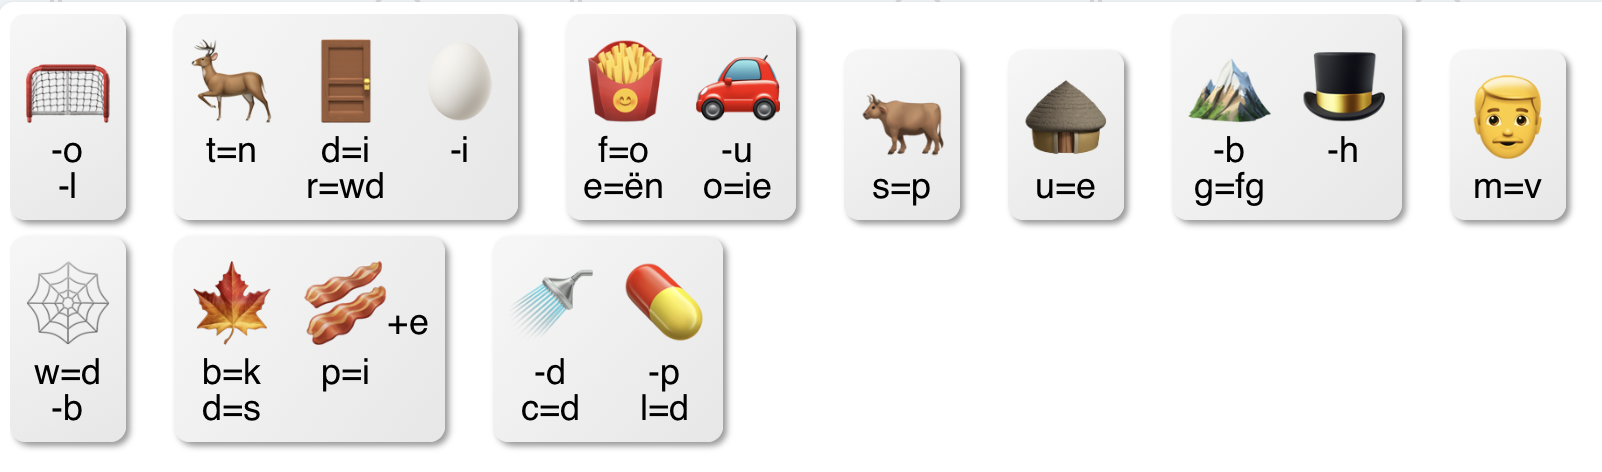 -o
-l
t=n
d=i
r=wd
-i
f=o
e=ën
-u
o=ie
s=p
u=e
-b
g=fg
-h
m=v
w=d
-b
b=k
d=s
p=i
+e
-d
c=d
-p
l=d